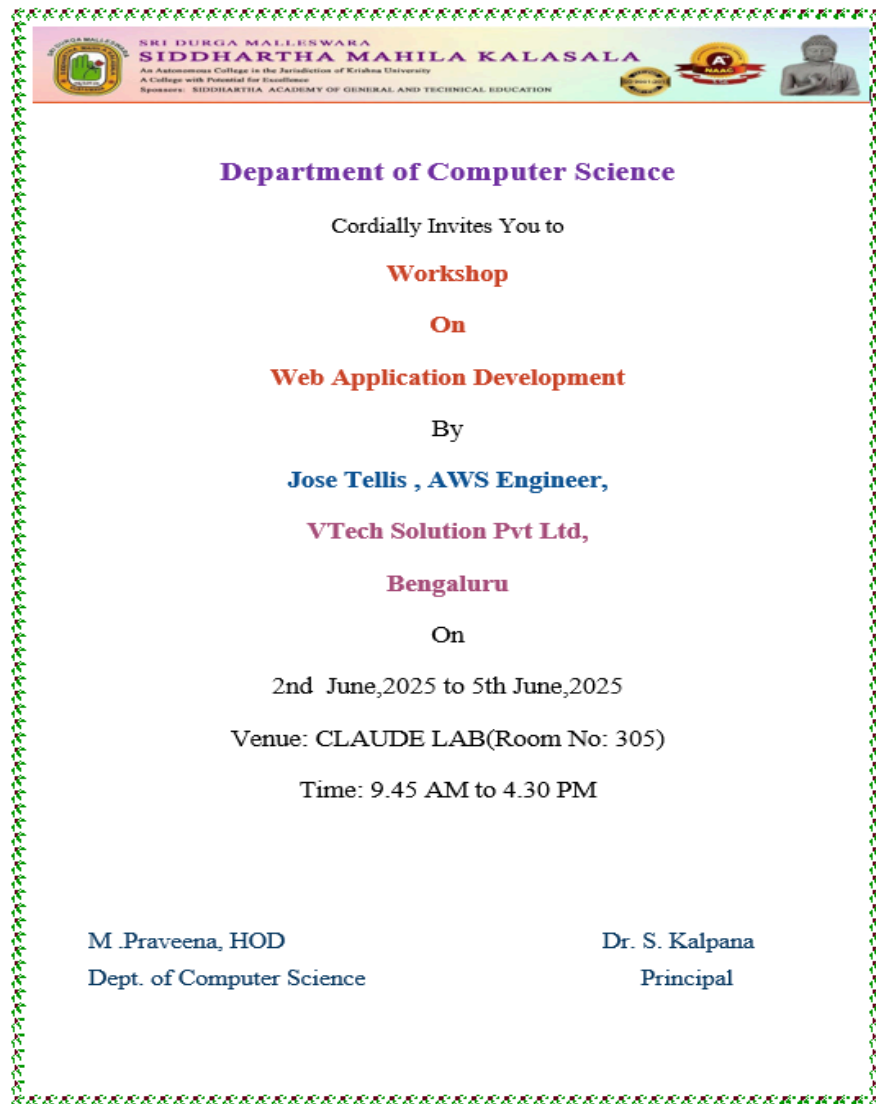 SRI DURGA MALLESWARA
SIDDHARTHA MAHILA KALASALA
An Autonomous College in the Jurisdiction of Krishna University
A College with Potential for Excellence
Sponsors: SIDDHARTHA ACADEMY OF GENERAL AND TECHNICAL EDUCATION
A+
NAAC
Department of Computer Science
Cordially Invites You to
Workshop
On
Web Application Development
By
Jose Tellis , AWS Engineer,
VTech Solution Pvt Ltd,
Bengaluru
On
2nd June,2025 to 5th June,2025
Venue: CLAUDE LAB(Room No: 305)
Time: 9.45 AM to 4.30 PM
M .Praveena, HOD
Dr. S. Kalpana
Dept. of Computer Science
Principal